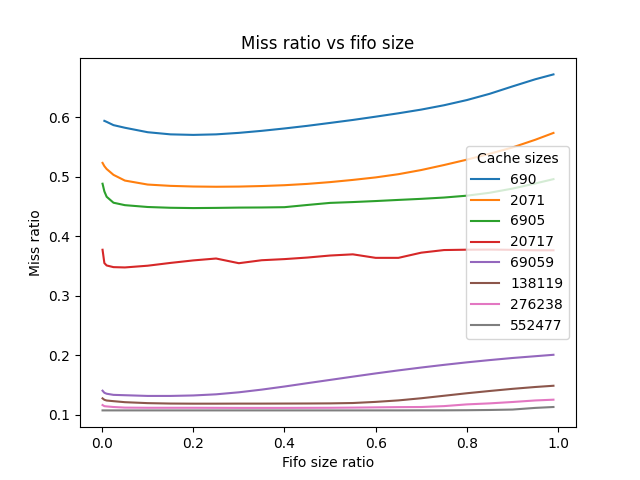 Miss ratio vs fifo size
Miss ratio
0.6
0.5
0.4
0.3
0.2
0.1
Cache sizes
690
2071
6905
20717
69059
138119
276238
552477
0.0 0.2 0.4 0.6 0.8 1.0
Fifo size ratio